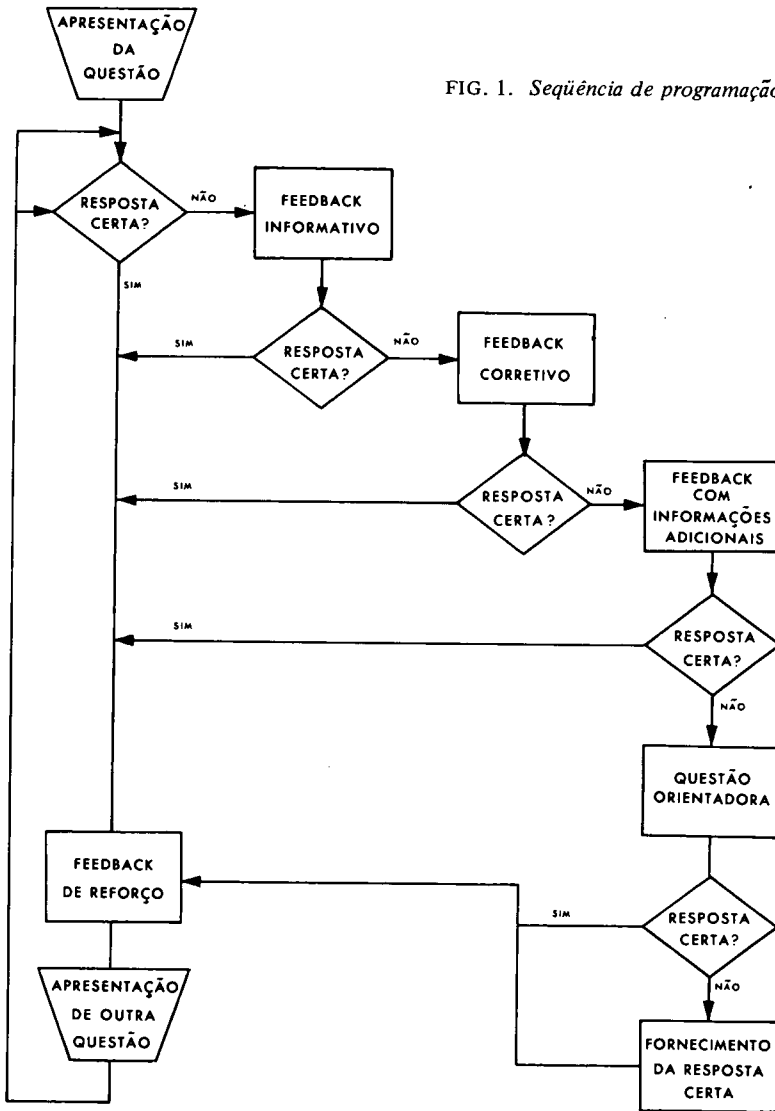 APRESENTAÇÃO
DA
QUESTÃO
FIG. 1. Seqüência de programação
RESPOSTA
CERTA?
NÃO
FEEDBACK
INFORMATIVO
SIM
RESPOSTA
CERTA?
SIM
NÃO
FEEDBACK
CORRETIVO
RESPOSTA
CERTA?
SIM
NÃO
FEEDBACK
COM
INFORMAÇÕES
ADICIONAIS
RESPOSTA
CERTA?
SIM
NÃO
QUESTÃO
ORIENTADORA
FEEDBACK
DE REFORÇO
RESPOSTA
CERTA?
SIM
NÃO
APRESENTAÇÃO
DE OUTRA
QUESTÃO
FORNECIMENTO
DA RESPOSTA
CERTA